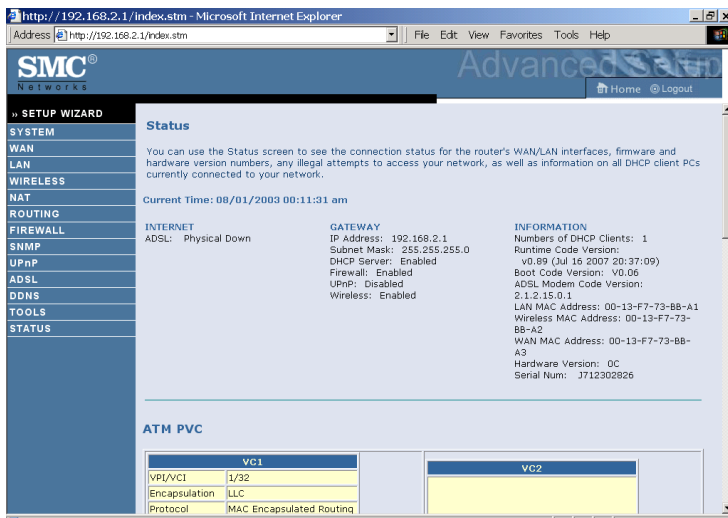 http://192.168.2.1/index.stm - Microsoft Internet Explorer
Address http://192.168.2.1/index.stm File Edit View Favorites Tools Help
SMC®
Networks
Advanced Setup
Home Logout
» SETUP WIZARD
SYSTEM
WAN
LAN
WIRELESS
NAT
ROUTING
FIREWALL
SNMP
UPnP
ADSL
DDNS
TOOLS
STATUS
Status
You can use the Status screen to see the connection status for the router's WAN/LAN interfaces, firmware and
hardware version numbers, any illegal attempts to access your network, as well as information on all DHCP client PCs
currently connected to your network.
Current Time: 08/01/2003 00:11:31 am
INTERNET
ADSL: Physical Down
GATEWAY
IP Address: 192.168.2.1
Subnet Mask: 255.255.255.0
DHCP Server: Enabled
Firewall: Enabled
UPnP: Disabled
Wireless: Enabled
INFORMATION
Numbers of DHCP Clients: 1
Runtime Code Version:
v0.89 (Jul 16 2007 20:37:09)
Boot Code Version: V0.06
ADSL Modem Code Version:
2.1.2.15.0.1
LAN MAC Address: 00-13-F7-73-BB-A1
Wireless MAC Address: 00-13-F7-73-
BB-A2
WAN MAC Address: 00-13-F7-73-BB-
A3
Hardware Version: 0C
Serial Num: J712302826
ATM PVC
VC1
VPI/VCI 1/32
Encapsulation LLC
Protocol MAC Encapsulated Routing
VC2